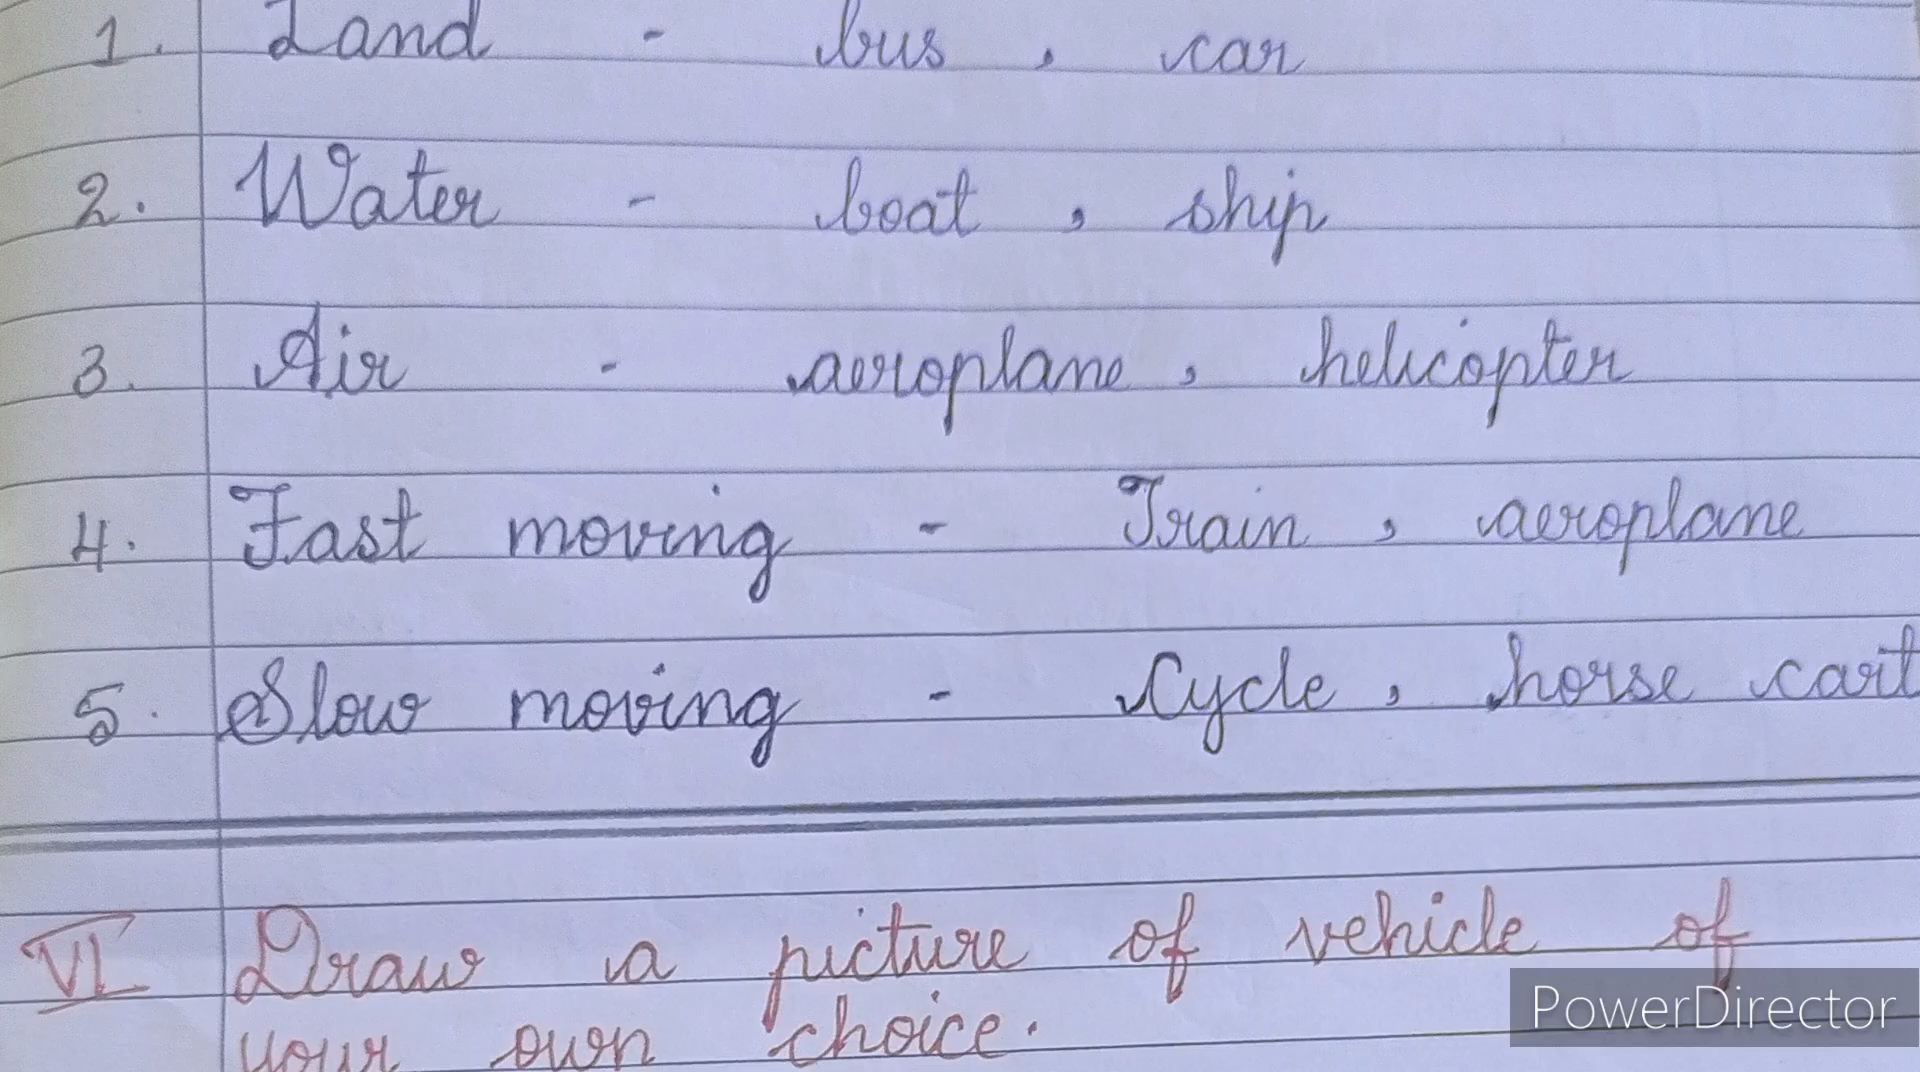 1. Land - bus , car
2. Water - boat , ship
3. Air - aeroplane , helicopter
4. Fast moving - Train , aeroplane
5. Slow moving - Cycle , horse cart
VI Draw a picture of vehicle of
your own choice.
PowerDirector